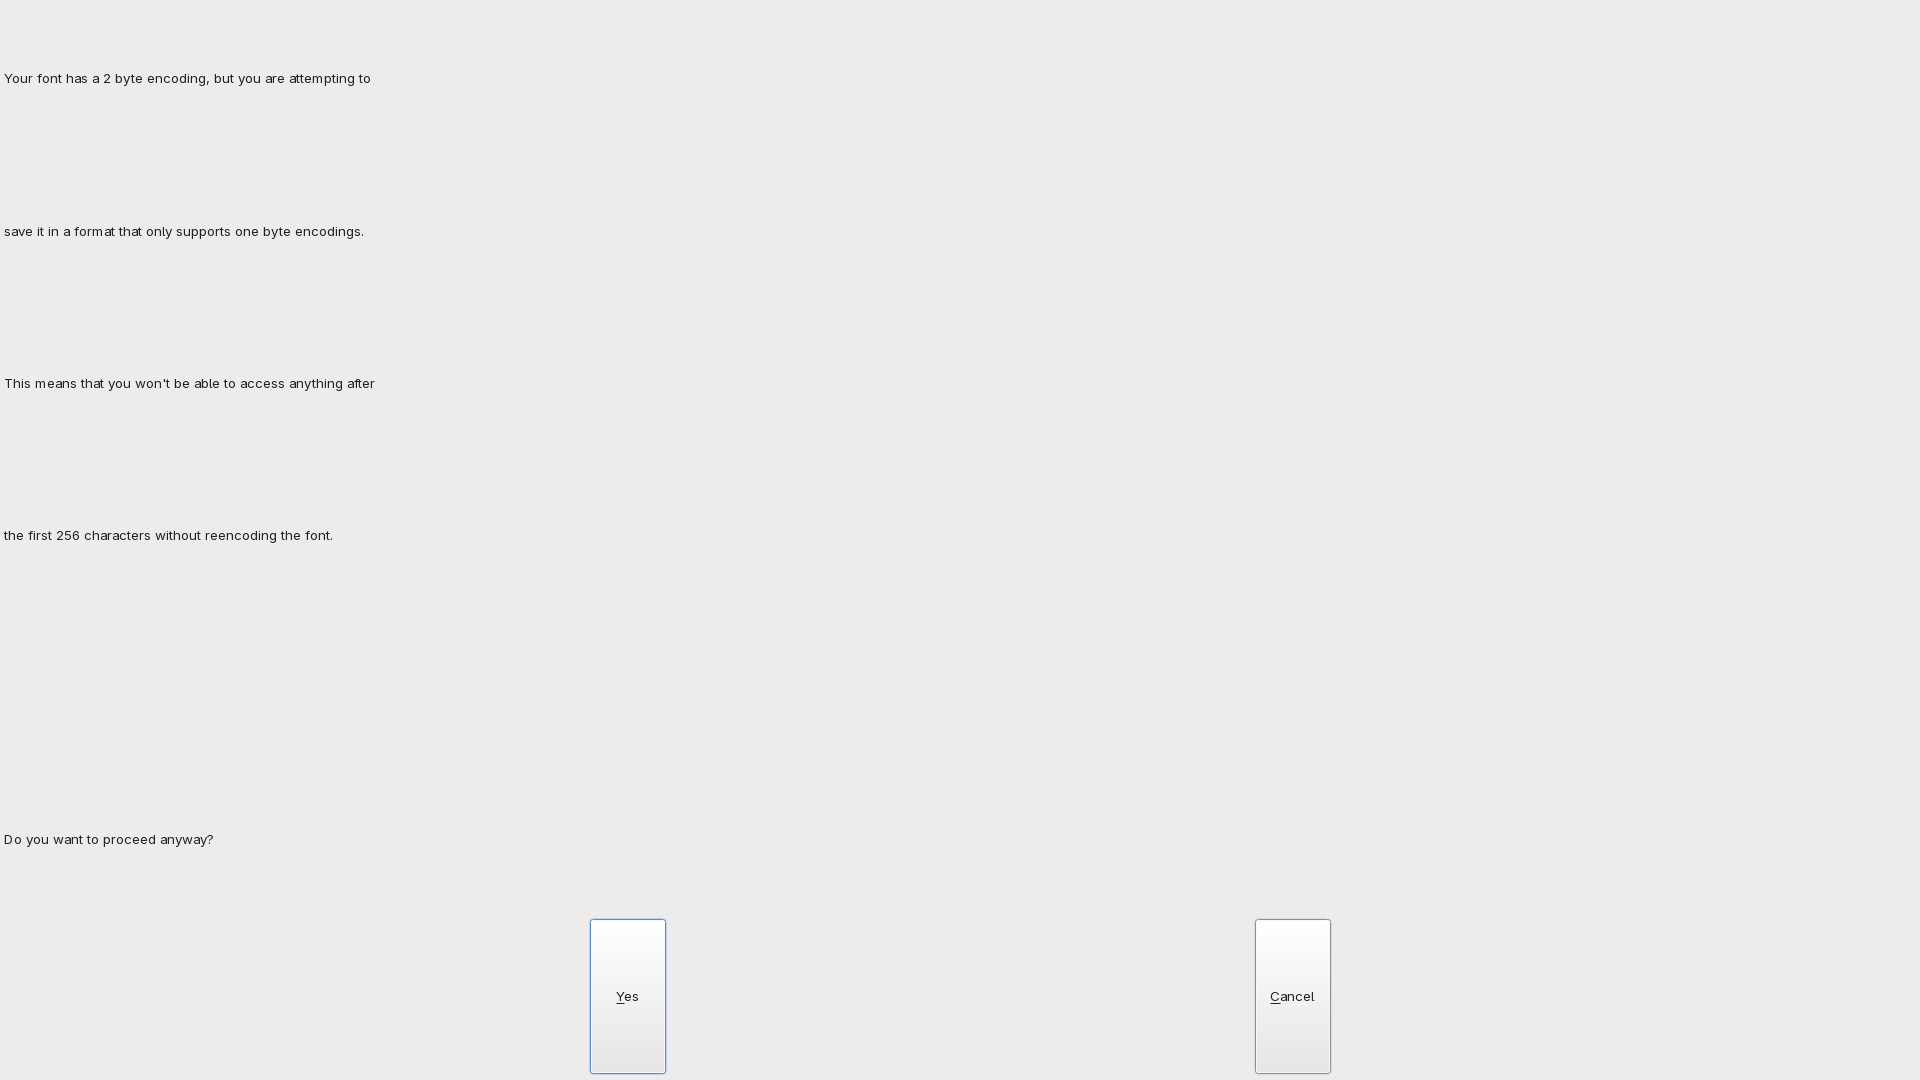 Your font has a 2 byte encoding, but you are attempting to
save it in a format that only supports one byte encodings.
This means that you won't be able to access anything after
the first 256 characters without reencoding the font.
Do you want to proceed anyway?
Yes
Cancel